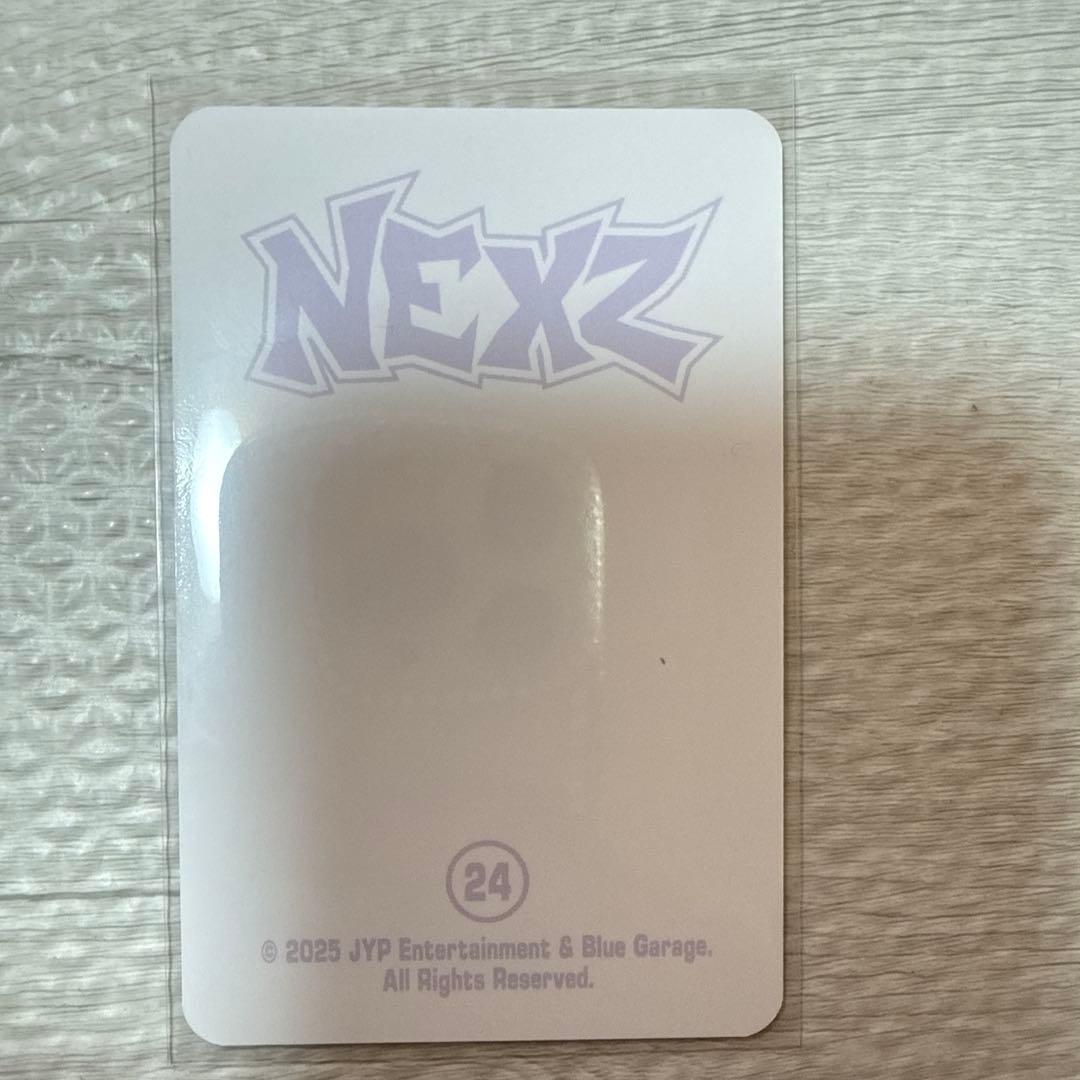 NEXZ
24
© 2025 JYP Entertainment & Blue Garage.
All Rights Reserved.